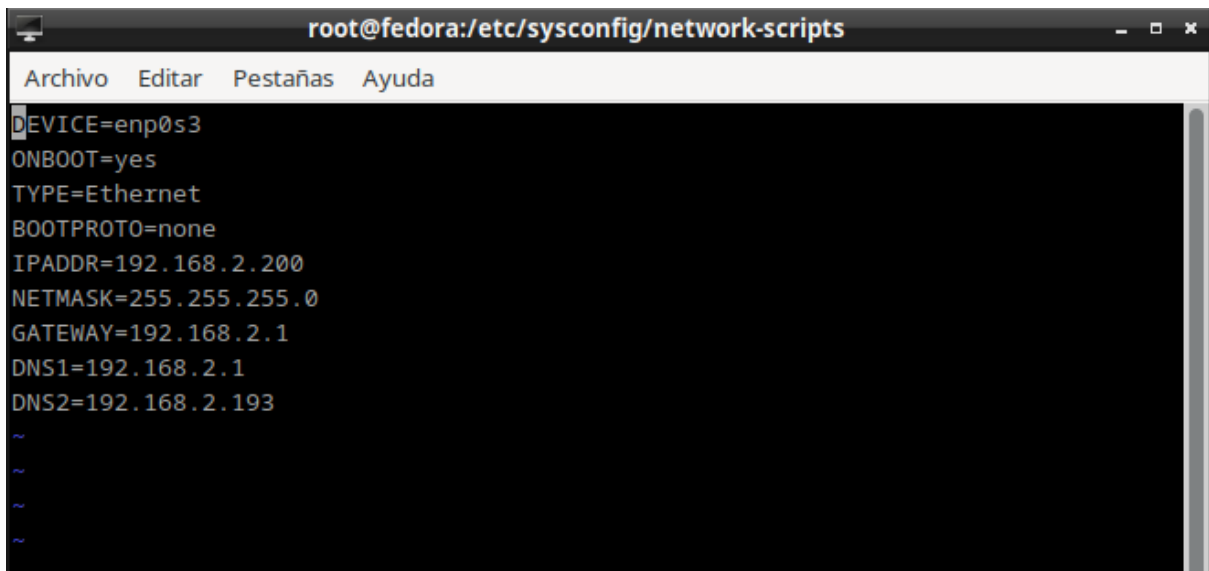 root@fedora:/etc/sysconfig/network-scripts
Archivo Editar Pestañas Ayuda
DEVICE=enp0s3
ONBOOT=yes
TYPE=Ethernet
BOOTPROTO=none
IPADDR=192.168.2.200
NETMASK=255.255.255.0
GATEWAY=192.168.2.1
DNS1=192.168.2.1
DNS2=192.168.2.193
~
~
~
~